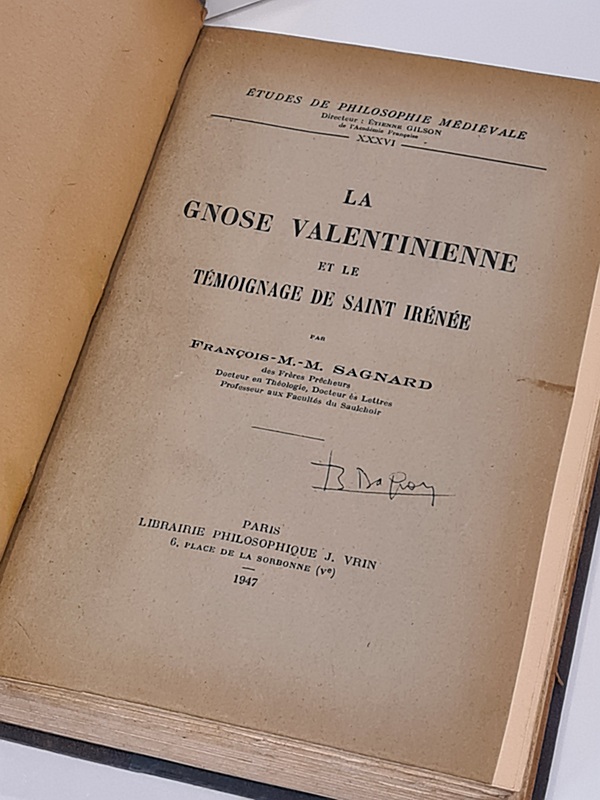 ÉTUDES DE PHILOSOPHIE MÉDIÉVALE
Directeur : ÉTIENNE GILSON
de l'Académie Française
XXXVI
LA
GNOSE VALENTINIENNE
ET LE
TÉMOIGNAGE DE SAINT IRÉNÉE
PAR
FRANÇOIS-M.-M. SAGNARD
des Frères Prêcheurs
Docteur en Théologie, Docteur ès Lettres
Professeur aux Facultés du Saulchoir
PARIS
LIBRAIRIE PHILOSOPHIQUE J. VRIN
6, PLACE DE LA SORBONNE (Ve)
1947